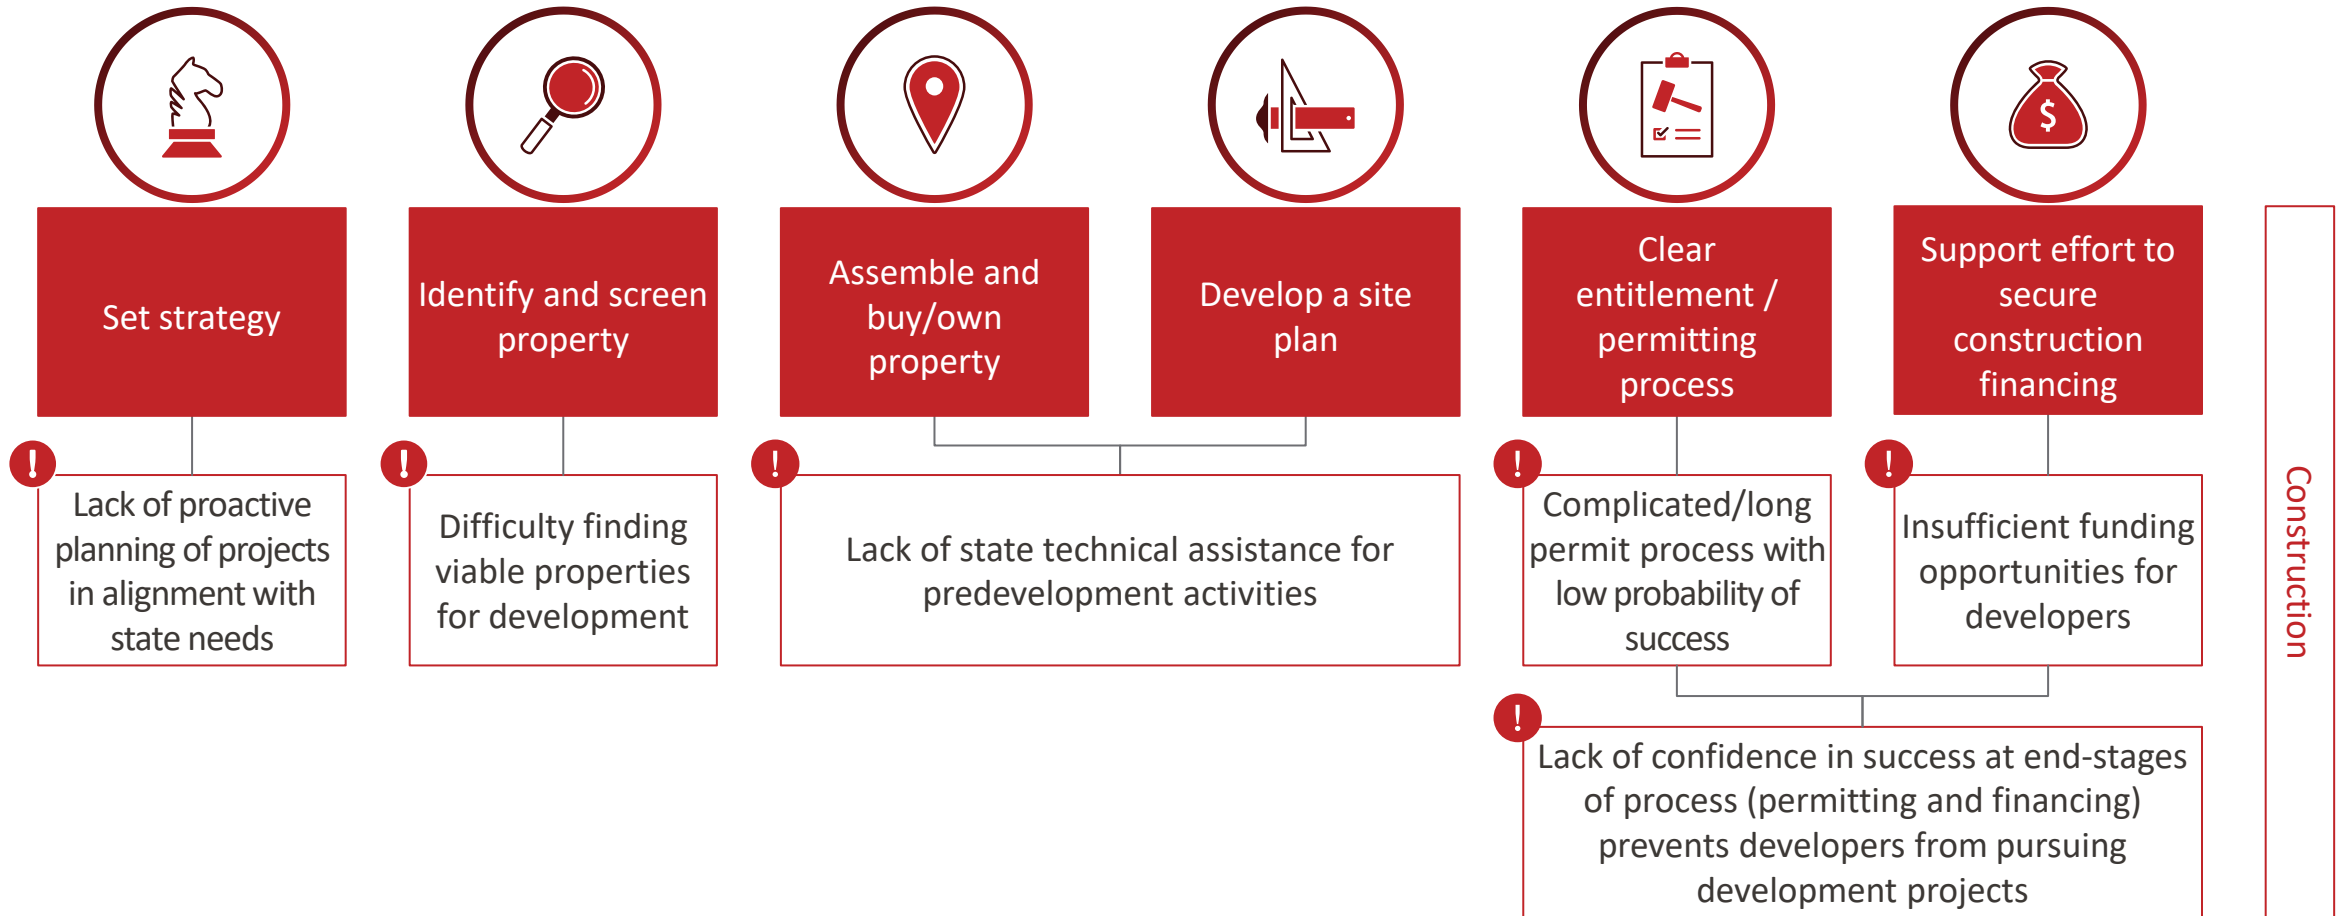 Set strategy
Identify and screen
property
Assemble and
buy/own
property
Develop a site
plan
Clear
entitlement /
permitting
process
Support effort to
secure
construction
financing
!
Lack of proactive
planning of projects
in alignment with
state needs
!
Difficulty finding
viable properties
for development
!
Lack of state technical assistance for
predevelopment activities
!
Complicated/long
permit process with
low probability of
success
!
Insufficient funding
opportunities for
developers
!
Lack of confidence in success at end-stages
of process (permitting and financing)
prevents developers from pursuing
development projects
Construction
$